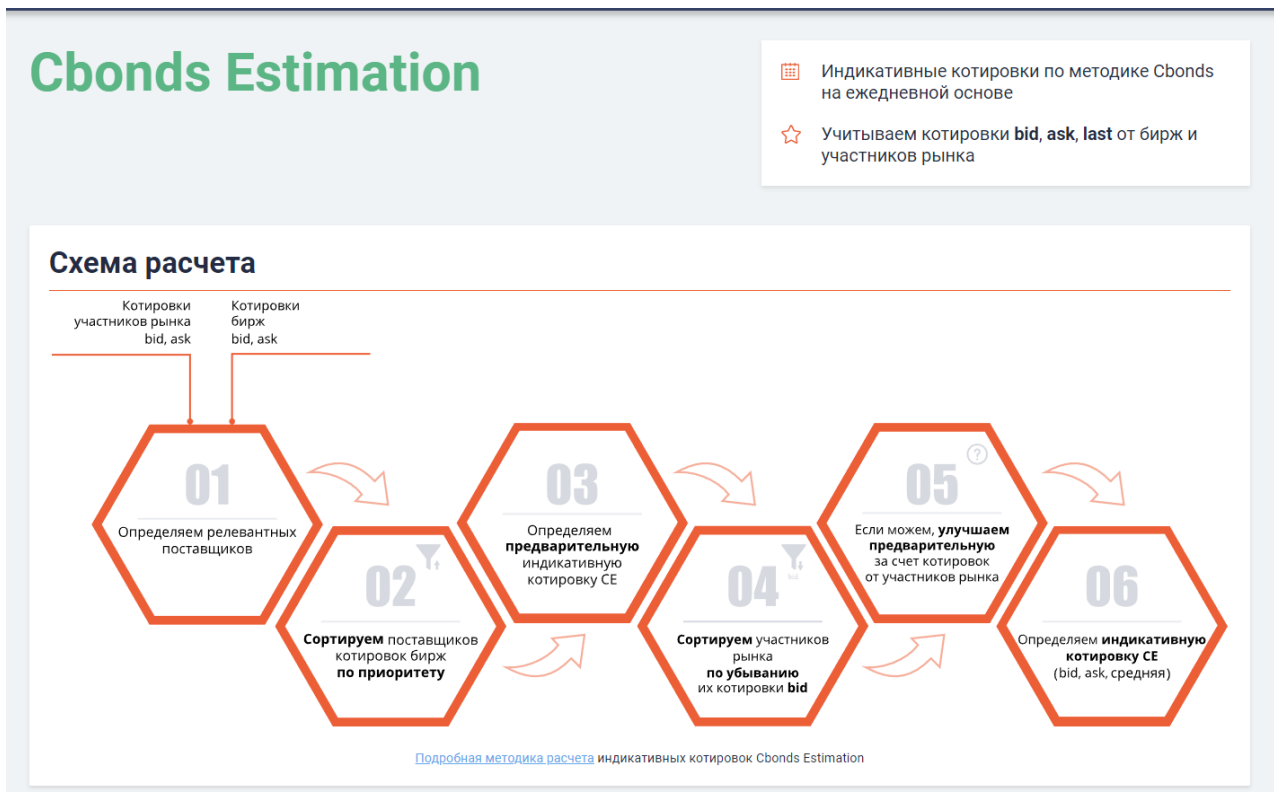 Cbonds Estimation
Индикативные котировки по методике Cbonds
на ежедневной основе
Учитываем котировки bid, ask, last от бирж и
участников рынка
Схема расчета
Котировки
участников рынка
bid, ask
Котировки
бирж
bid, ask
01
Определяем релевантных
поставщиков
02
Сортируем поставщиков
котировок бирж
по приоритету
03
Определяем
предварительную
индикативную
котировку CE
04
bid
Сортируем участников
рынка
по убыванию
их котировки bid
05
?
Если можем, улучшаем
предварительную
за счет котировок
от участников рынка
06
Определяем индикативную
котировку CE
(bid, ask, средняя)
Подробная методика расчета индикативных котировок Cbonds Estimation